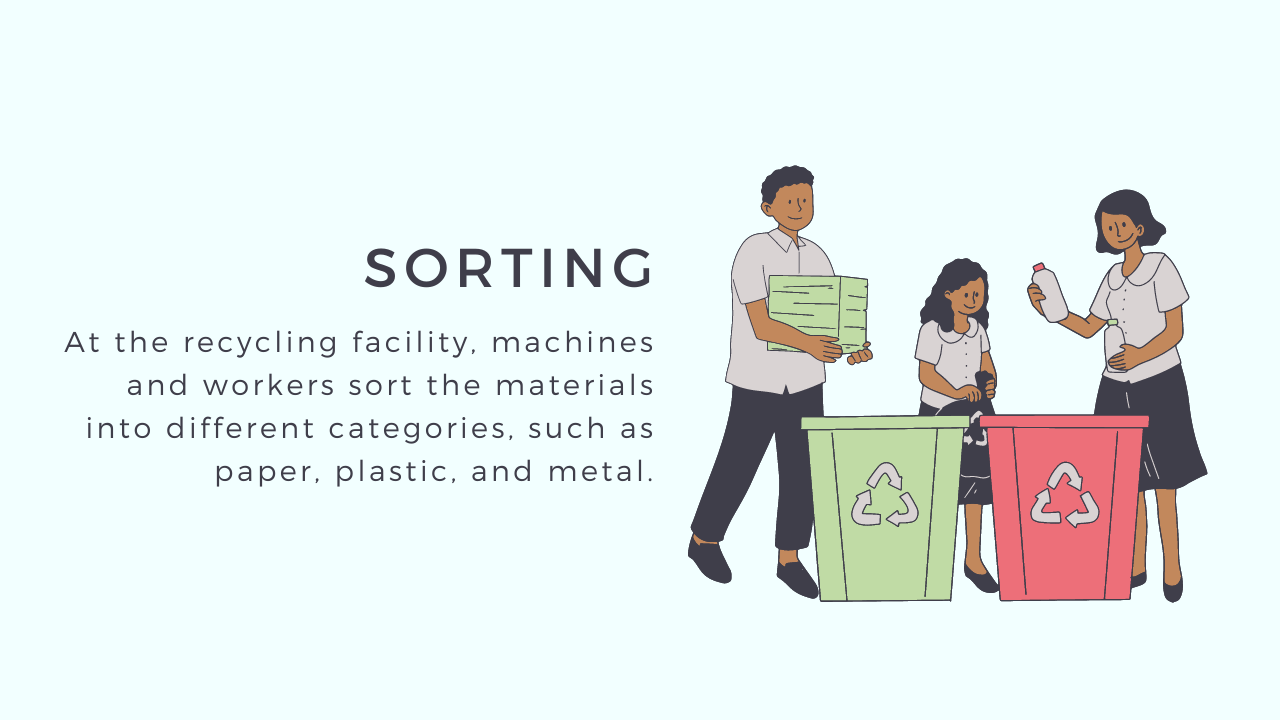 SORTING
At the recycling facility, machines
and workers sort the materials
into different categories, such as
paper, plastic, and metal.